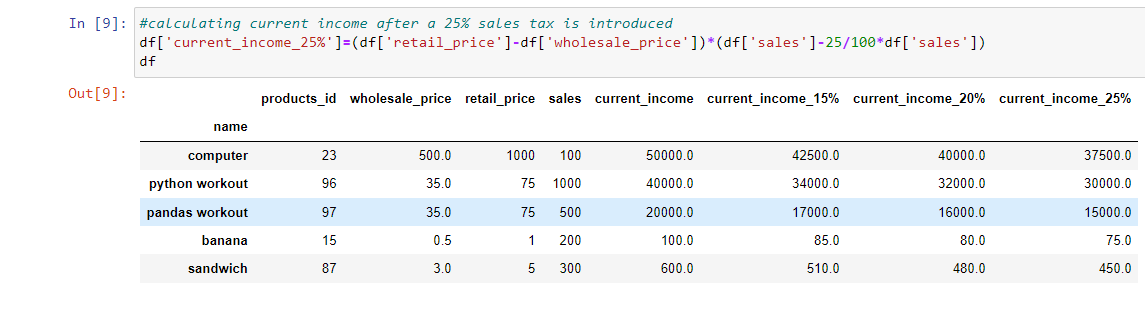 In [9]: #calculating current income after a 25% sales tax is introduced
df['current_income_25%']=(df['retail_price']-df['wholesale_price'])*(df['sales']-25/100*df['sales'])
df
Out[9]:
products_id wholesale_price retail_price sales current_income current_income_15% current_income_20% current_income_25%
name
computer 23 500.0 1000 100 50000.0 42500.0 40000.0 37500.0
python workout 96 35.0 75 1000 40000.0 34000.0 32000.0 30000.0
pandas workout 97 35.0 75 500 20000.0 17000.0 16000.0 15000.0
banana 15 0.5 1 200 100.0 85.0 80.0 75.0
sandwich 87 3.0 5 300 600.0 510.0 480.0 450.0